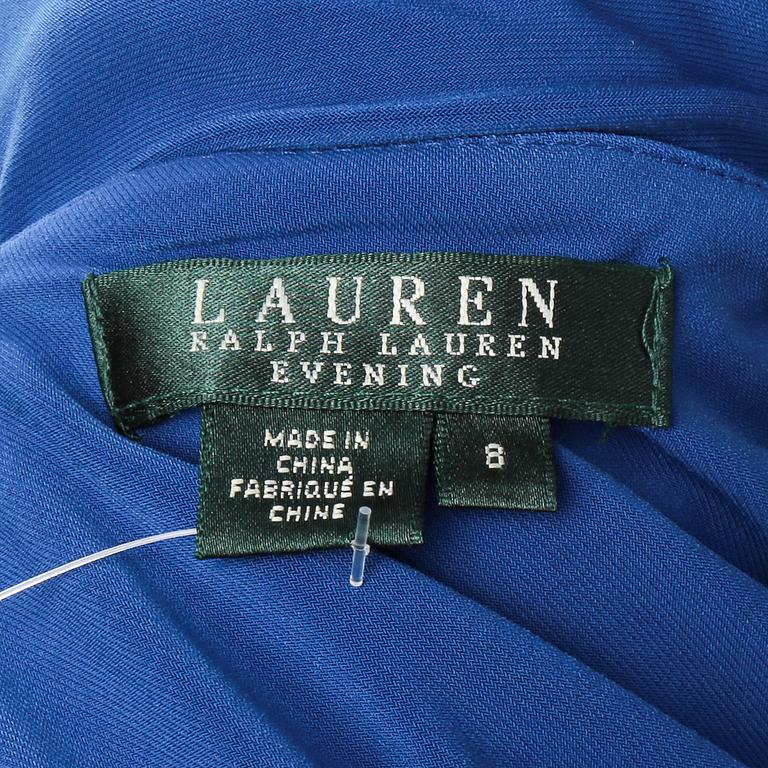 LAUREN
RALPH LAUREN
EVENING
MADE IN
CHINA
FABRIQUÉ EN
CHINE
8